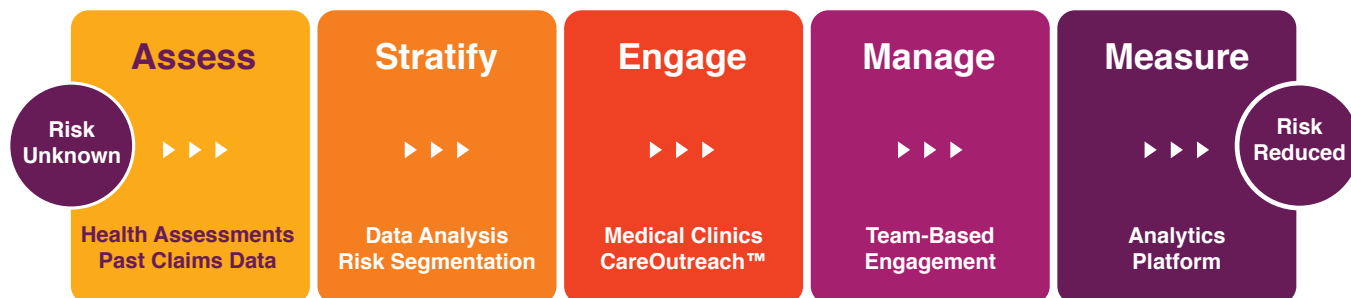 Assess
Stratify
Engage
Manage
Measure
Risk
Unknown
Risk
Reduced
Health Assessments
Past Claims Data
Data Analysis
Risk Segmentation
Medical Clinics
CareOutreach™
Team-Based
Engagement
Analytics
Platform